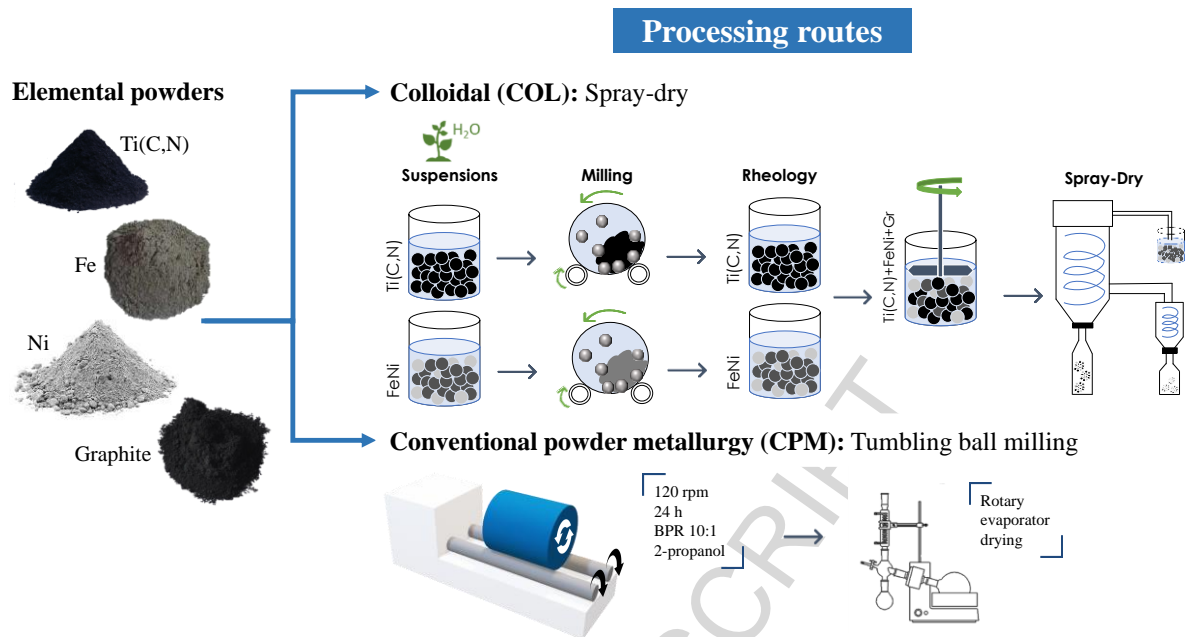 Processing routes
Elemental powders
Ti(C,N)
Fe
Ni
Graphite
Colloidal (COL): Spray-dry
H₂O
Suspensions
Milling
Rheology
Spray-Dry
Ti(C,N)
Ti(C,N)
Ti(C,N)+FeNi+Gr
FeNi
FeNi
Conventional powder metallurgy (CPM): Tumbling ball milling
120 rpm
24 h
BPR 10:1
2-propanol
Rotary
evaporator
drying
SCRIPT